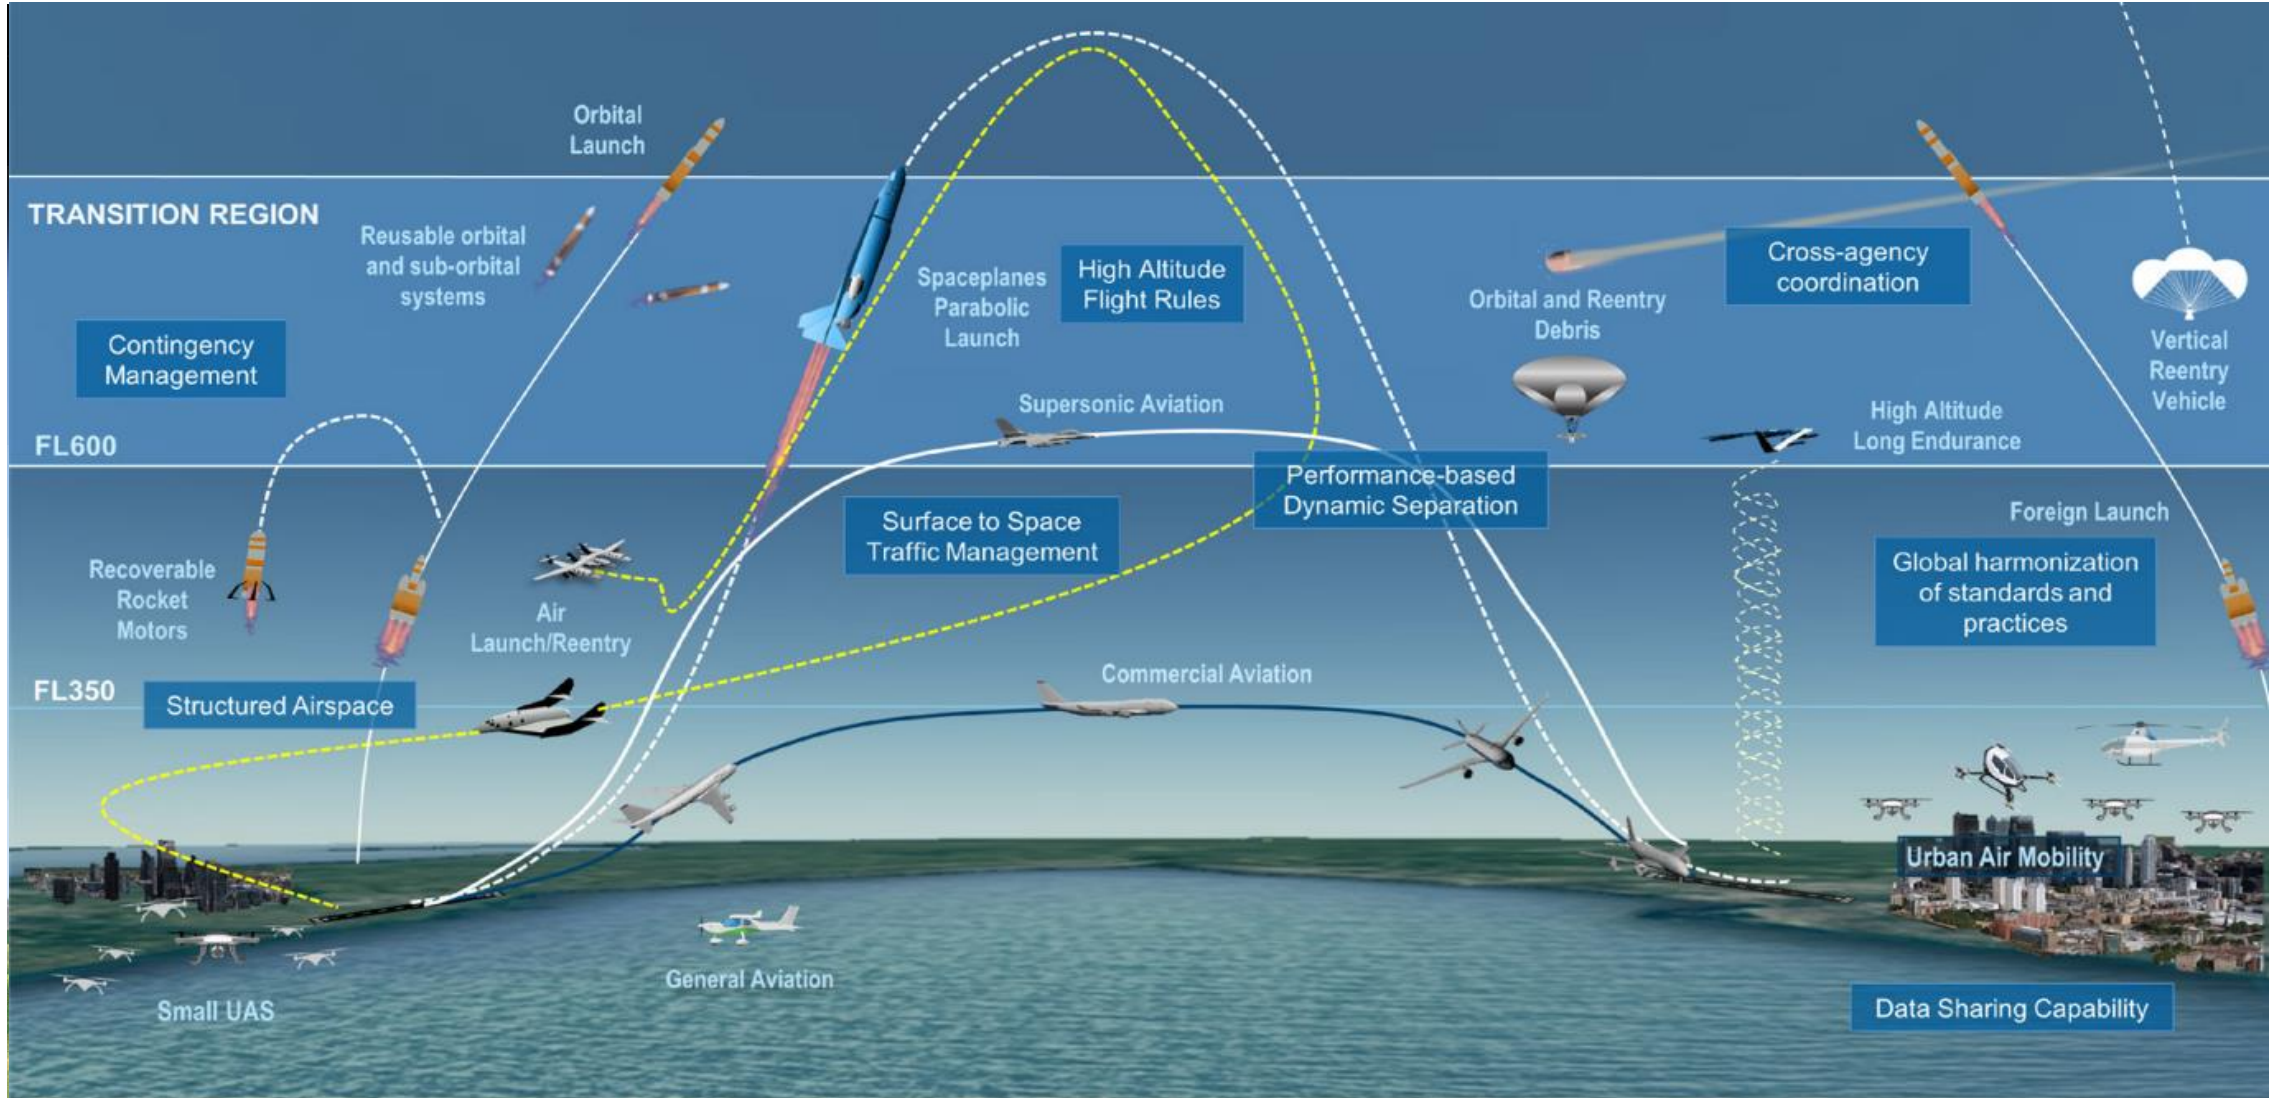 Orbital
Launch
TRANSITION REGION
Reusable orbital
and sub-orbital
systems
Spaceplanes
Parabolic
Launch
High Altitude
Flight Rules
Orbital and Reentry
Debris
Cross-agency
coordination
Vertical
Reentry
Vehicle
Contingency
Management
Supersonic Aviation
High Altitude
Long Endurance
FL600
Performance-based
Dynamic Separation
Surface to Space
Traffic Management
Foreign Launch
Global harmonization
of standards and
practices
Recoverable
Rocket
Motors
Air
Launch/Reentry
FL350
Structured Airspace
Commercial Aviation
Urban Air Mobility
General Aviation
Small UAS
Data Sharing Capability